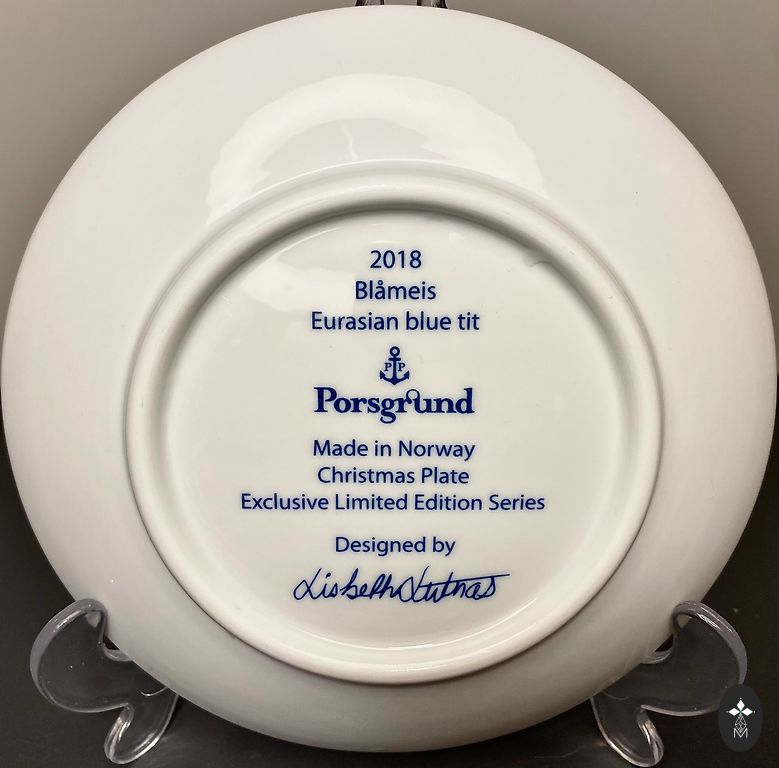 2018
Blåmeis
Eurasian blue tit
P P
Porsgrund
Made in Norway
Christmas Plate
Exclusive Limited Edition Series
Designed by
M